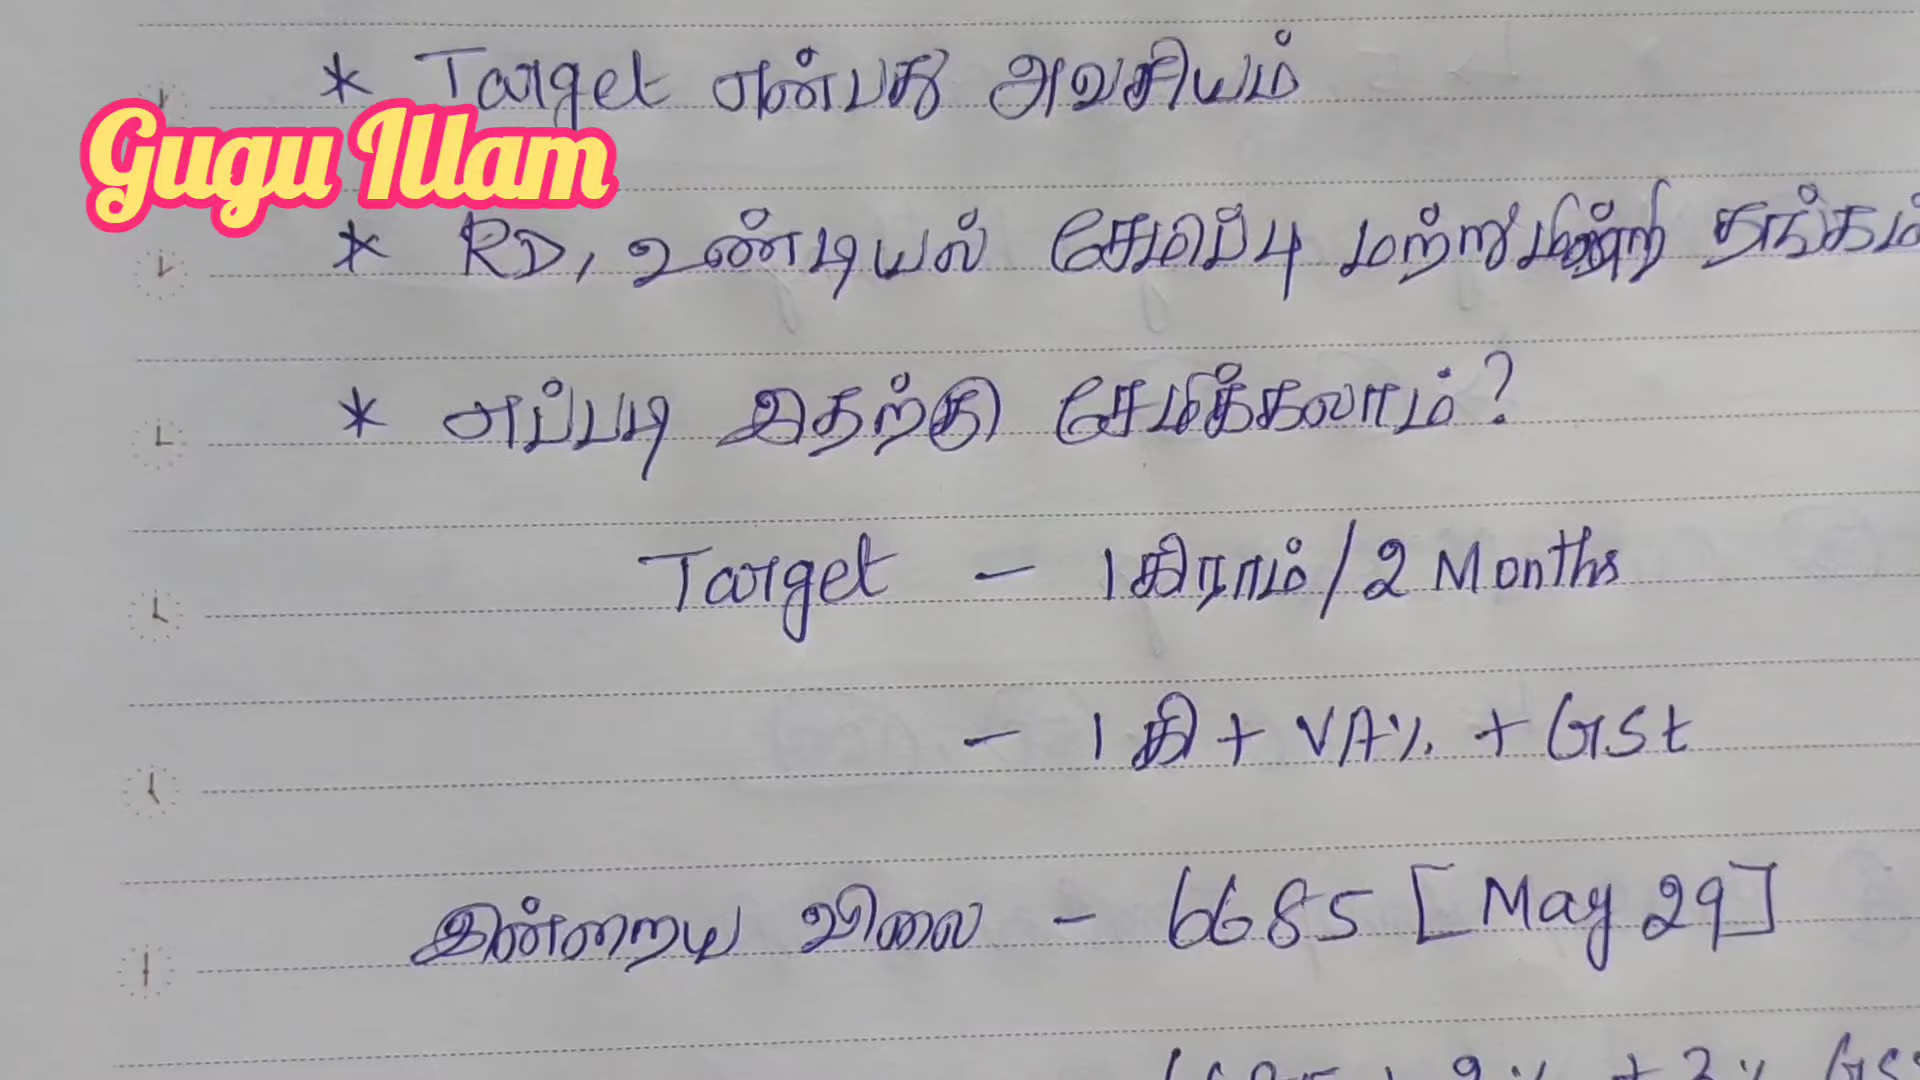 * Target என்பது அவசியம்
Gugu Illam
* RD, உண்டியல் சேமிப்பு தங்கம்
* எப்படி இதற்கு சேமிக்கலாம்?
Target – 1 கிராம் / 2 Months
– 1 கி + VA% + GSt
இன்றைய விலை – 6685 [May 29]